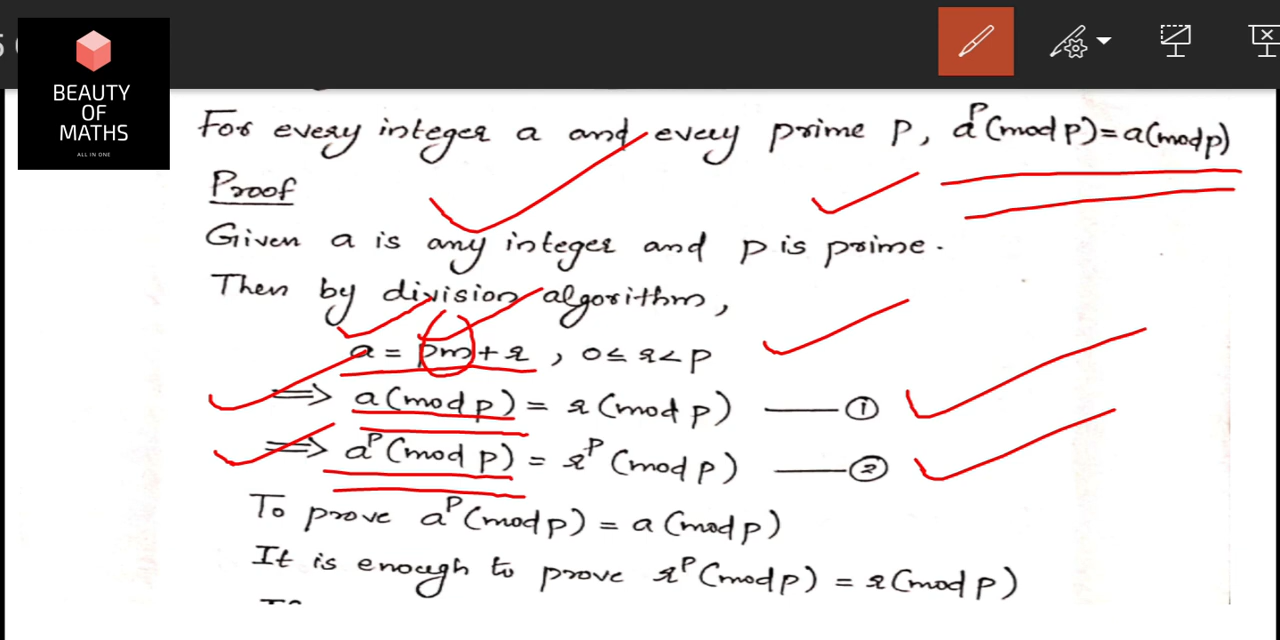 BEAUTY
OF
MATHS
ALL IN ONE
For every integer a and every prime p, a^p (mod p) = a (mod p)
Proof
Given a is any integer and p is prime.
Then by division algorithm,
a = pm + r , 0 ≤ r < p
⟹ a (mod p) = r (mod p) —— ①
⟹ a^p (mod p) = r^p (mod p) —— ②
To prove a^p (mod p) = a (mod p)
It is enough to prove r^p (mod p) = r (mod p)